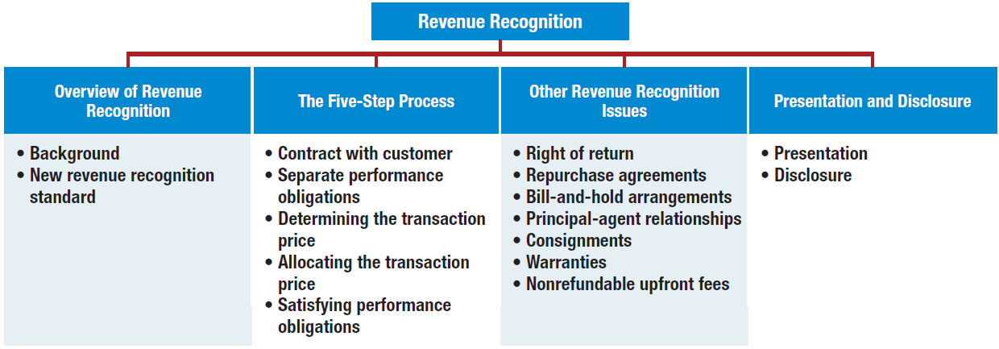 Revenue Recognition
Overview of Revenue
Recognition
• Background
• New revenue recognition
standard
The Five-Step Process
• Contract with customer
• Separate performance
obligations
• Determining the transaction
price
• Allocating the transaction
price
• Satisfying performance
obligations
Other Revenue Recognition
Issues
• Right of return
• Repurchase agreements
• Bill-and-hold arrangements
• Principal-agent relationships
• Consignments
• Warranties
• Nonrefundable upfront fees
Presentation and Disclosure
• Presentation
• Disclosure